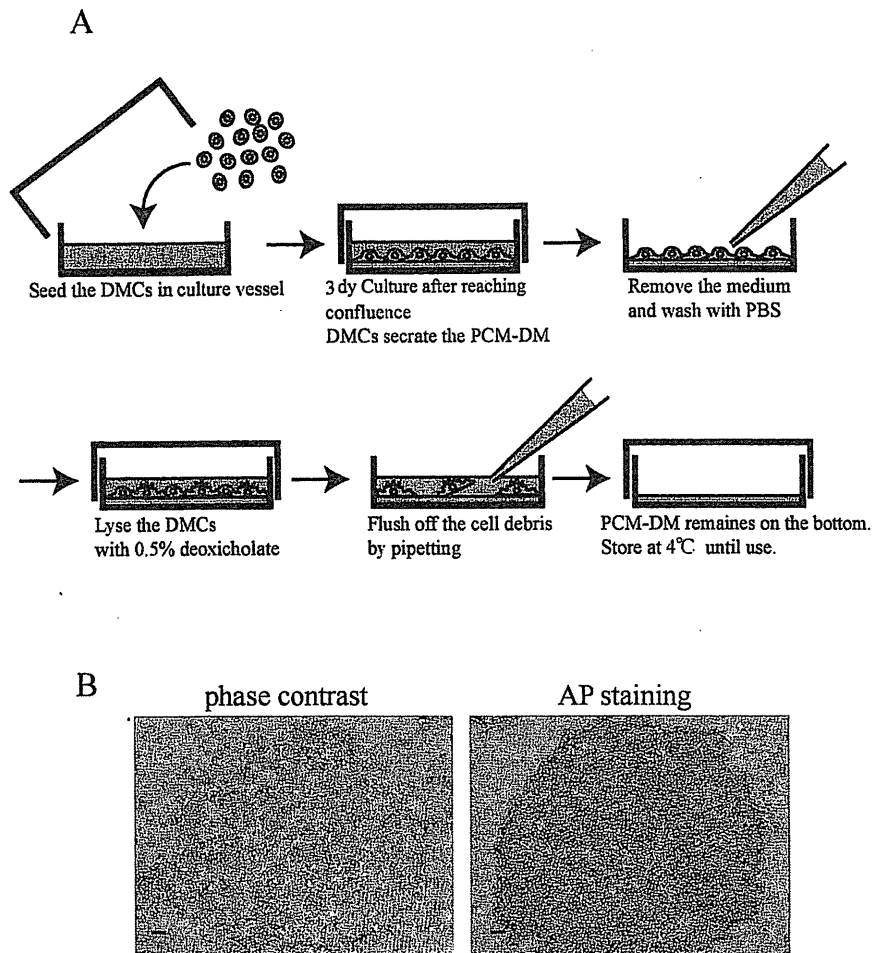 A
Seed the DMCs in culture vessel
3 dy Culture after reaching
confluence
DMCs secrate the PCM-DM
Remove the medium
and wash with PBS
Lyse the DMCs
with 0.5% deoxicholate
Flush off the cell debris
by pipetting
PCM-DM remaines on the bottom.
Store at 4℃ until use.
B
phase contrast
AP staining